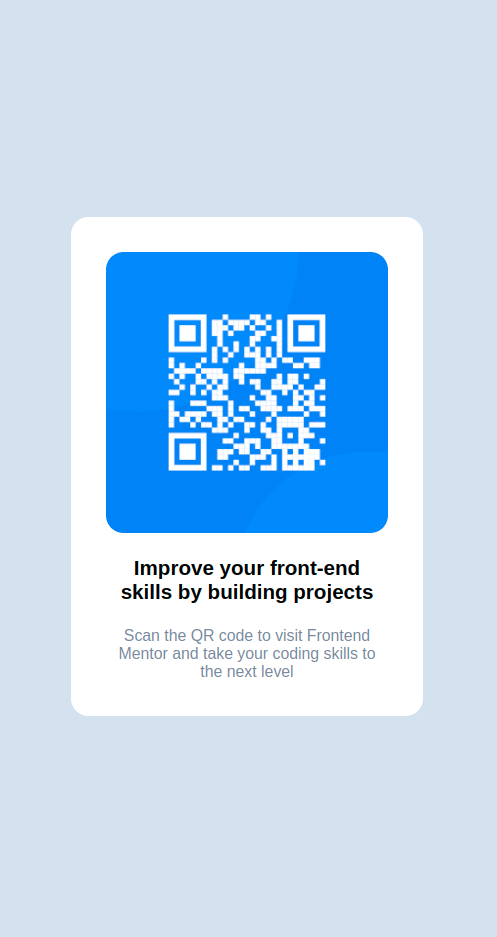 Improve your front-end
skills by building projects
Scan the QR code to visit Frontend
Mentor and take your coding skills to
the next level